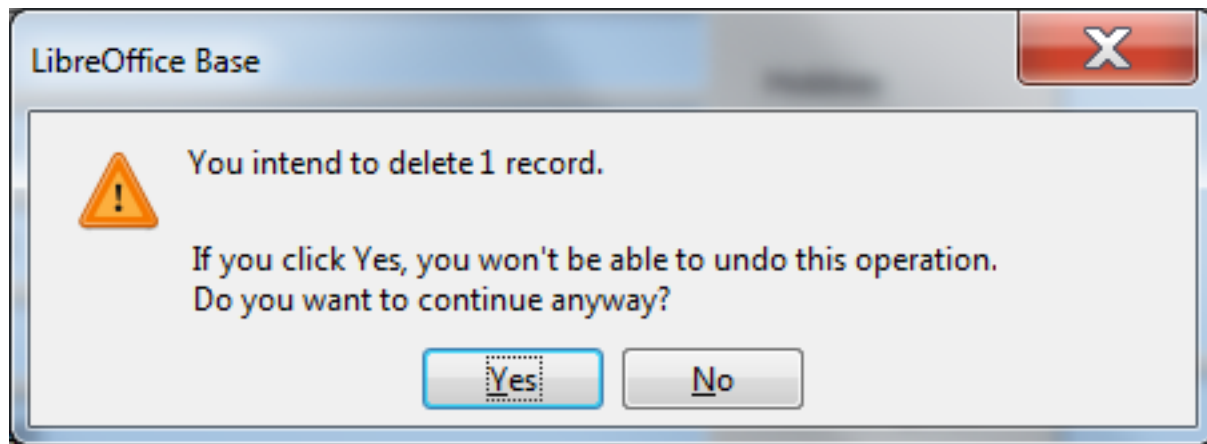 LibreOffice Base
You intend to delete 1 record.
If you click Yes, you won't be able to undo this operation.
Do you want to continue anyway?
Yes No